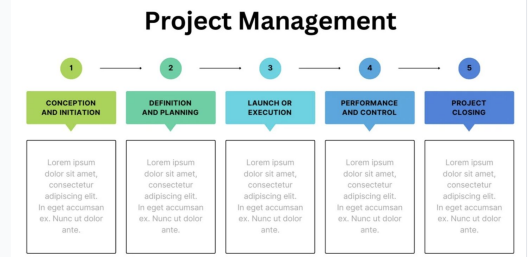 Project Management
1
2
3
4
5
CONCEPTION
AND INITIATION
DEFINITION
AND PLANNING
LAUNCH OR
EXECUTION
PERFORMANCE
AND CONTROL
PROJECT
CLOSING
Lorem ipsum
dolor sit amet,
consectetur
adipiscing elit.
In eget accumsan
ex. Nunc ut dolor
ante.
Lorem ipsum
dolor sit amet,
consectetur
adipiscing elit.
In eget accumsan
ex. Nunc ut dolor
ante.
Lorem ipsum
dolor sit amet,
consectetur
adipiscing elit.
In eget accumsan
ex. Nunc ut dolor
ante.
Lorem ipsum
dolor sit amet,
consectetur
adipiscing elit.
In eget accumsan
ex. Nunc ut dolor
ante.
Lorem ipsum
dolor sit amet,
consectetur
adipiscing elit.
In eget accumsan
ex. Nunc ut dolor
ante.